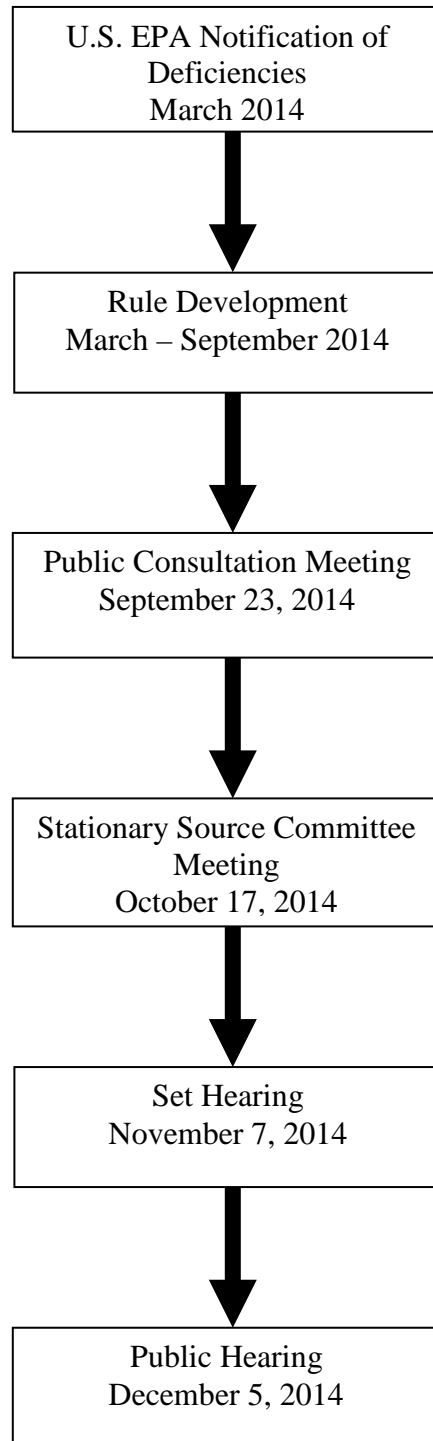 U.S. EPA Notification of
Deficiencies
March 2014
Rule Development
March – September 2014
Public Consultation Meeting
September 23, 2014
Stationary Source Committee
Meeting
October 17, 2014
Set Hearing
November 7, 2014
Public Hearing
December 5, 2014